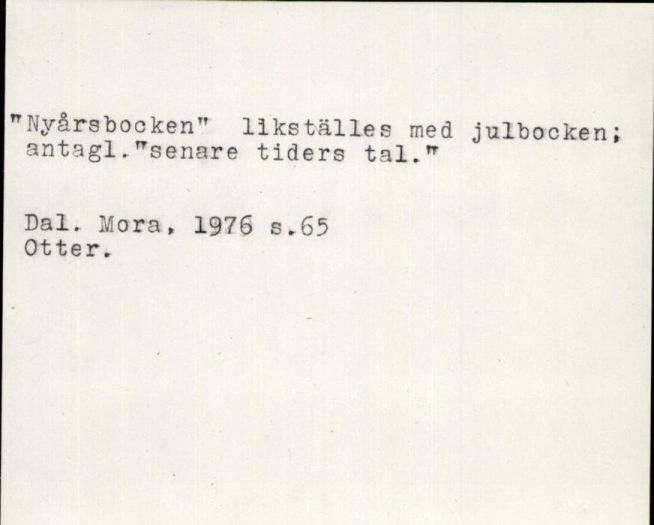 "Nyårsbocken" likställes med julbocken;
antagl."senare tiders tal."
Dal. Mora, 1976 s.65
Otter.